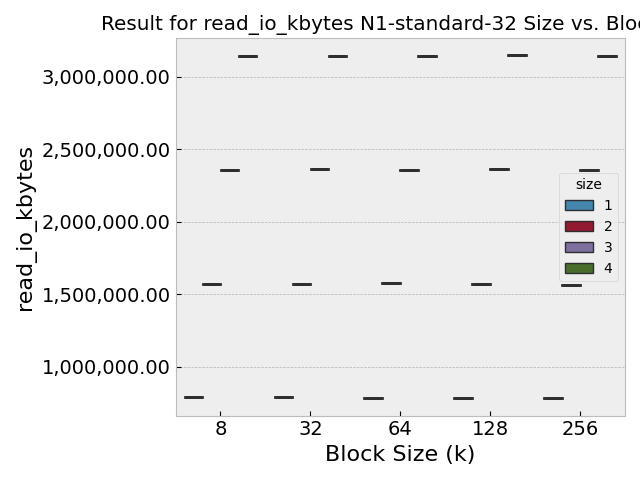 Result for read_io_kbytes N1-standard-32 Size vs. Bloc
3,000,000.00
2,500,000.00
2,000,000.00
1,500,000.00
1,000,000.00
read_io_kbytes
size
1
2
3
4
8 32 64 128 256
Block Size (k)